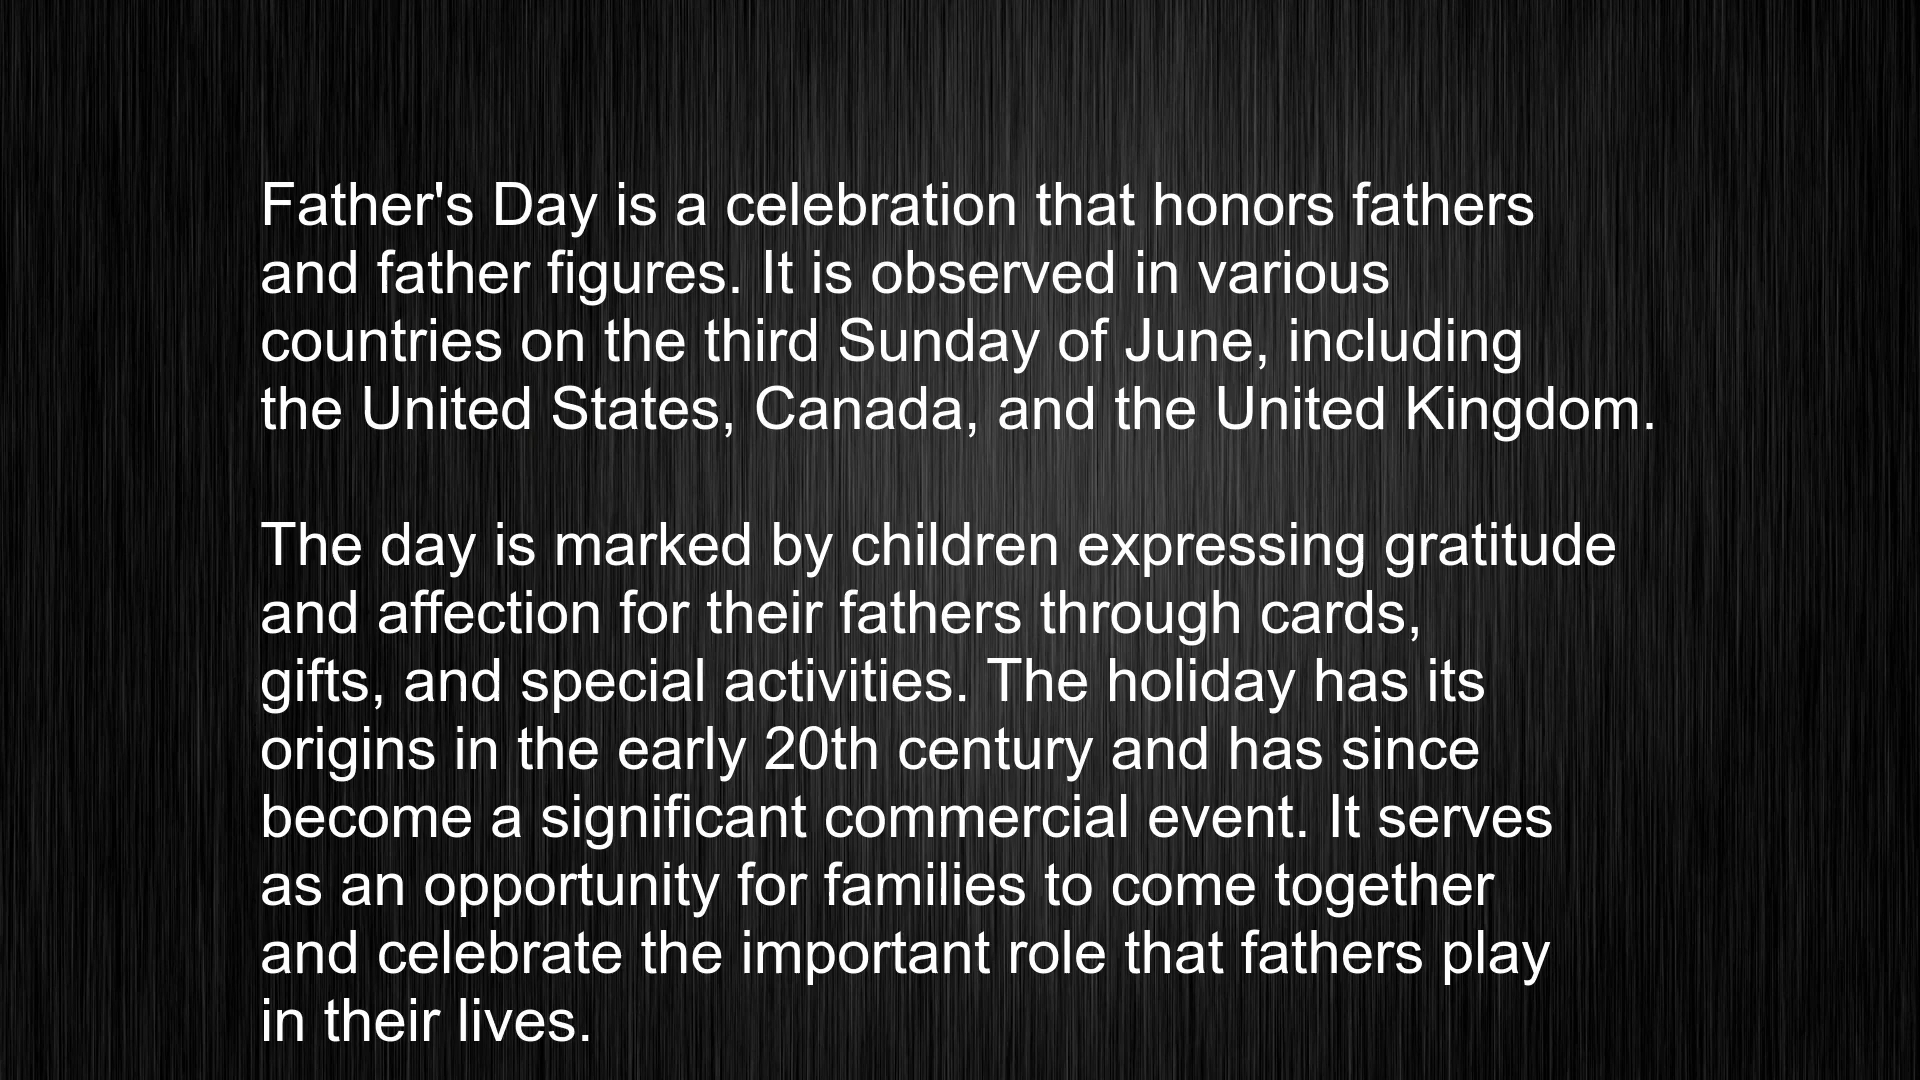 Father's Day is a celebration that honors fathers
and father figures. It is observed in various
countries on the third Sunday of June, including
the United States, Canada, and the United Kingdom.
The day is marked by children expressing gratitude
and affection for their fathers through cards,
gifts, and special activities. The holiday has its
origins in the early 20th century and has since
become a significant commercial event. It serves
as an opportunity for families to come together
and celebrate the important role that fathers play
in their lives.